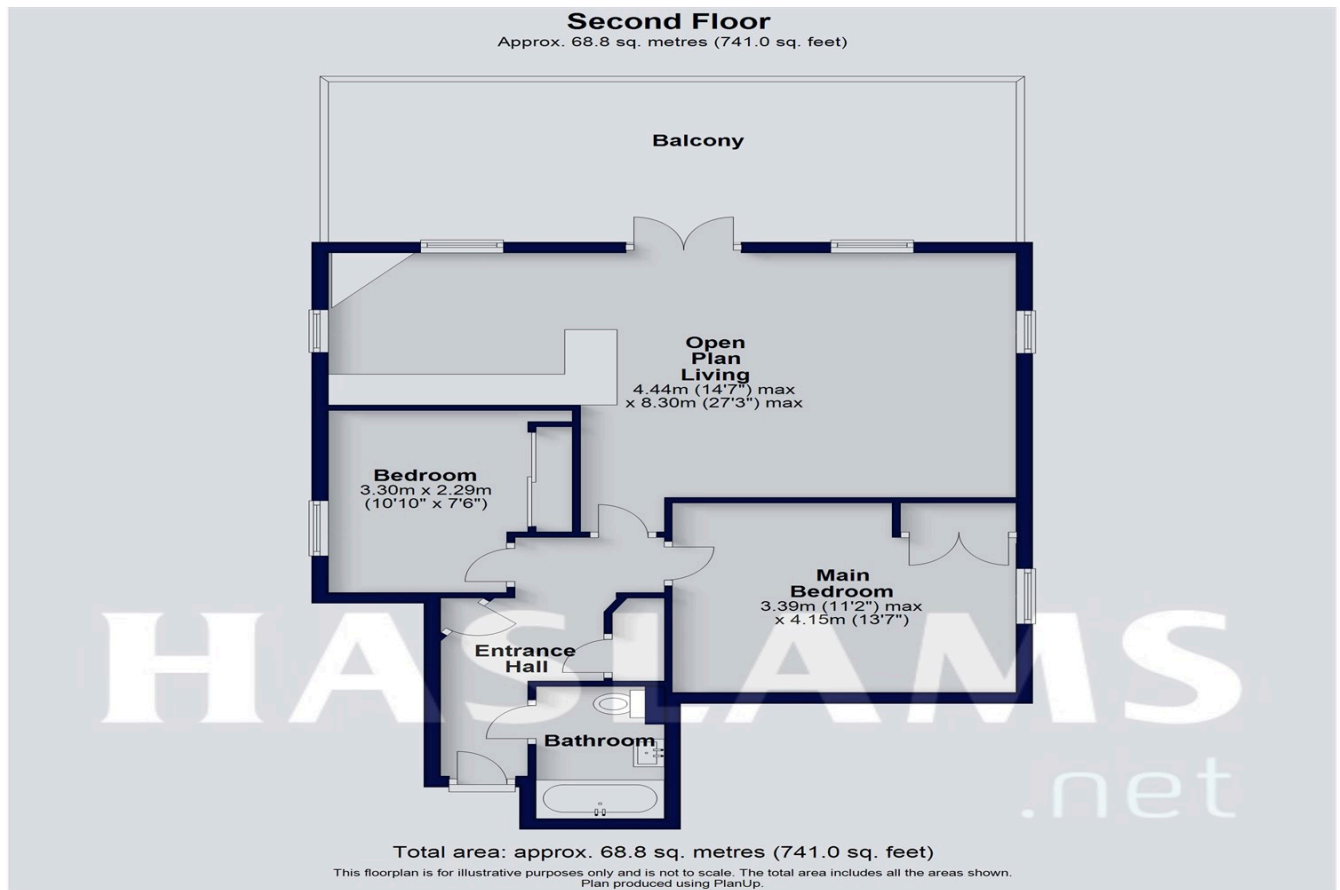 Second Floor
Approx. 68.8 sq. metres (741.0 sq. feet)
Balcony
Open
Plan
Living
4.44m (14'7") max
x 8.30m (27'3") max
Bedroom
3.30m x 2.29m
(10'10" x 7'6")
Main
Bedroom
3.39m (11'2") max
x 4.15m (13'7")
Entrance
Hall
HASLAMS
Bathroom
.net
Total area: approx. 68.8 sq. metres (741.0 sq. feet)
This floorplan is for illustrative purposes only and is not to scale. The total area includes all the areas shown.
Plan produced using PlanUp.